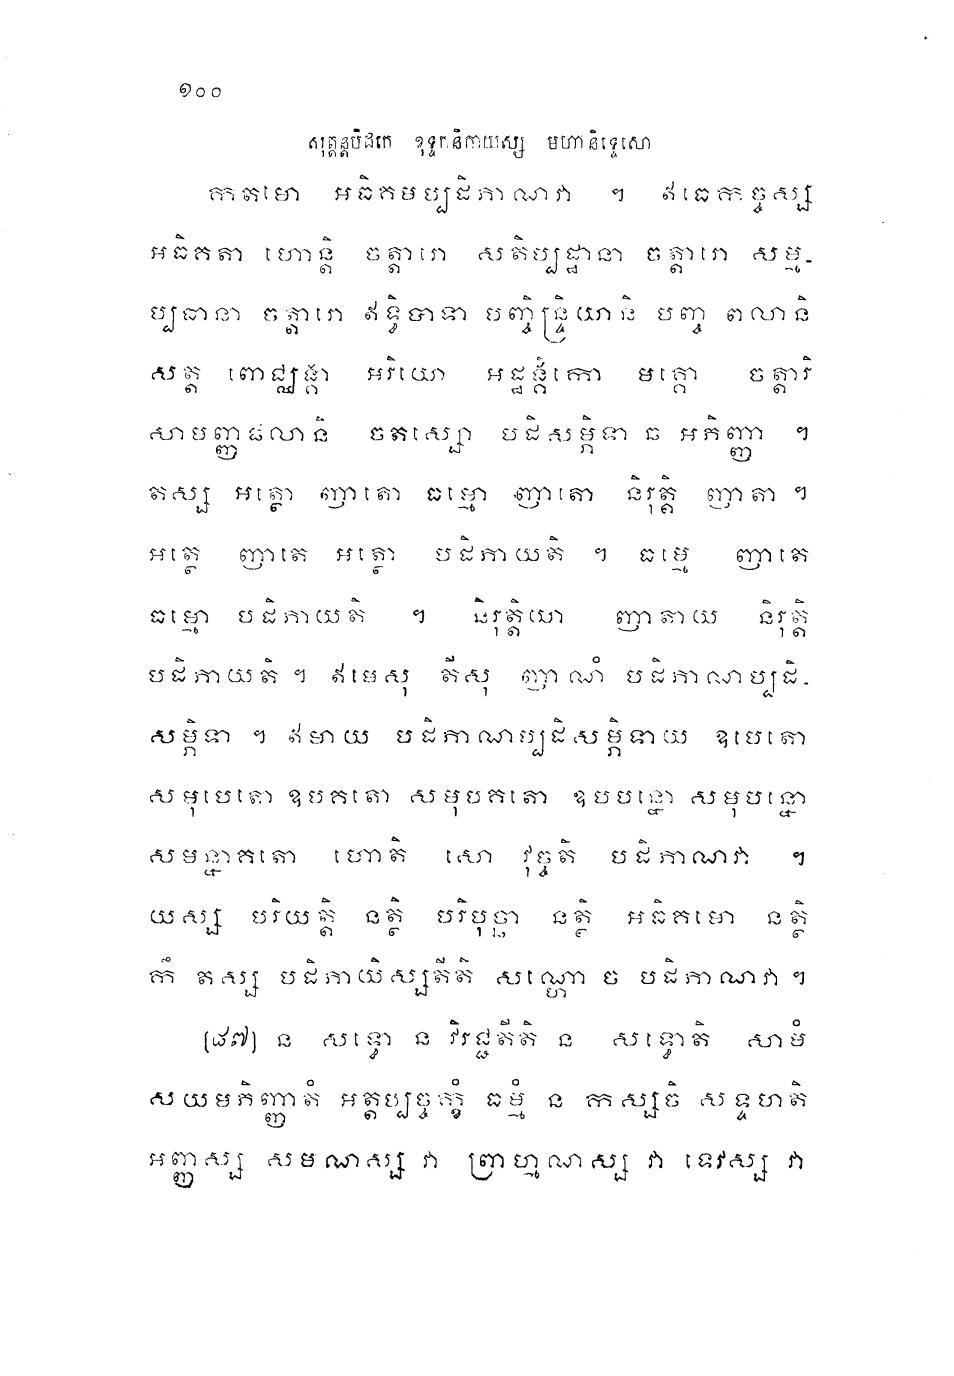 ១០០
សុត្តន្តបិដកេ ខុទ្ទកនិកាយស្ស មហានិទ្ទេសោ
កតមោ អធិគមប្បដិភាណវា ។ ឥធេកច្ចស្ស
អធិគតា ហោន្តិ ចត្តារោ សតិប្បដ្ឋានា ចត្តារោ សម្ម-
ប្បធានា ចត្តារោ ឥទ្ធិបាទា បញ្ចិន្ទ្រិយានិ បញ្ច ពលានិ
សត្ត ពោជ្ឈង្គា អរិយោ អដ្ឋង្គិកោ មគ្គោ ចត្តារិ
សាមញ្ញផលានិ ចតស្សោ បដិសម្ភិទា ឆ អភិញ្ញា ។
តស្ស អត្ថោ ញាតោ ធម្មោ ញាតោ និរុត្តិ ញាតា ។
អត្ថេ ញាតេ អត្ថោ បដិភាយតិ ។ ធម្មេ ញាតេ
ធម្មោ បដិភាយតិ ។ និរុត្តិយា ញាតាយ និរុត្តិ
បដិភាយតិ ។ ឥមេសុ តីសុ ញាណំ បដិភាណប្បដិ-
សម្ភិទា ។ ឥមាយ បដិភាណប្បដិសម្ភិទាយ ឧបេតោ
សមុបេតោ ឧបគតោ សមុបគតោ ឧបបន្នោ សមុបន្នោ
សមន្នាគតោ ហោតិ សោ វុច្ចតិ បដិភាណវា ។
យស្ស បរិយត្តិ នត្ថិ បរិបុច្ឆា នត្ថិ អធិគមោ នត្ថិ
កឹ តស្ស បដិភាយិស្សតីតិ សណ្ហោ ច បដិភាណវា ។
[៨៧] ន សទ្ធោ ន វិរជ្ជតីតិ ន សទ្ធោតិ សាមំ
សយមភិញ្ញាតំ អត្តប្បច្ចក្ខំ ធម្មំ ន កស្សចិ សទ្ទហតិ
អញ្ញស្ស សមណស្ស វា ព្រាហ្មណស្ស វា ទេវស្ស វា